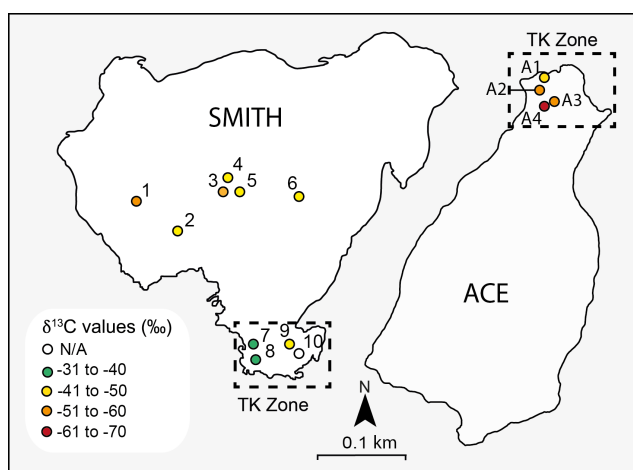 TK Zone
A1
A2
A3
A4
SMITH
4
3
5
1
6
2
ACE
δ¹³C values (‰)
N/A
-31 to -40
-41 to -50
-51 to -60
-61 to -70
7
9
8
10
TK Zone
N
0.1 km